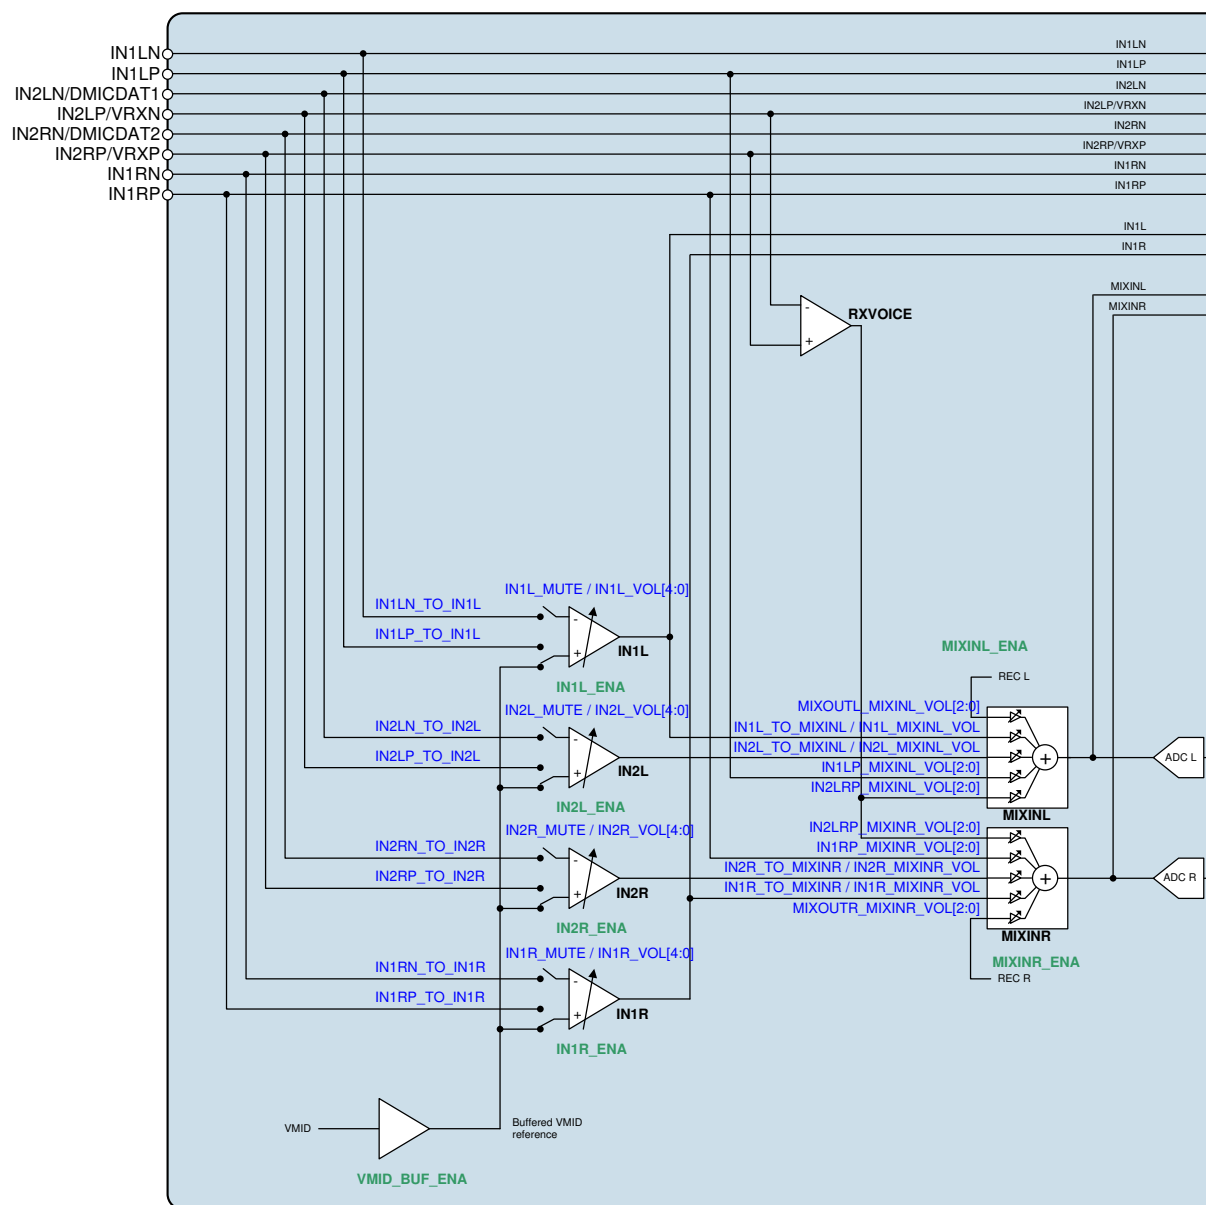 IN1LN
IN1LP
IN2LN/DMICDAT1
IN2LP/VRXN
IN2RN/DMICDAT2
IN2RP/VRXP
IN1RN
IN1RP
IN1LN
IN1LP
IN2LN
IN2LP/VRXN
IN2RN
IN2RP/VRXP
IN1RN
IN1RP
IN1L
IN1R
MIXINL
MIXINR
-
+
RXVOICE
IN1L_MUTE / IN1L_VOL[4:0]
IN1LN_TO_IN1L
IN1LP_TO_IN1L
-
+
IN1L
IN1L_ENA
IN2L_MUTE / IN2L_VOL[4:0]
IN2LN_TO_IN2L
IN2LP_TO_IN2L
-
+
IN2L
IN2L_ENA
IN2R_MUTE / IN2R_VOL[4:0]
IN2RN_TO_IN2R
IN2RP_TO_IN2R
-
+
IN2R
IN2R_ENA
IN1R_MUTE / IN1R_VOL[4:0]
IN1RN_TO_IN1R
IN1RP_TO_IN1R
-
+
IN1R
IN1R_ENA
MIXINL_ENA
REC L
MIXOUTL_MIXINL_VOL[2:0]
IN1L_TO_MIXINL / IN1L_MIXINL_VOL
IN2L_TO_MIXINL / IN2L_MIXINL_VOL
IN1LP_MIXINL_VOL[2:0]
IN2LRP_MIXINL_VOL[2:0]
+
MIXINL
ADC L
IN2LRP_MIXINR_VOL[2:0]
IN1RP_MIXINR_VOL[2:0]
IN2R_TO_MIXINR / IN2R_MIXINR_VOL
IN1R_TO_MIXINR / IN1R_MIXINR_VOL
MIXOUTR_MIXINR_VOL[2:0]
+
MIXINR
ADC R
MIXINR_ENA
REC R
VMID
Buffered VMID
reference
VMID_BUF_ENA